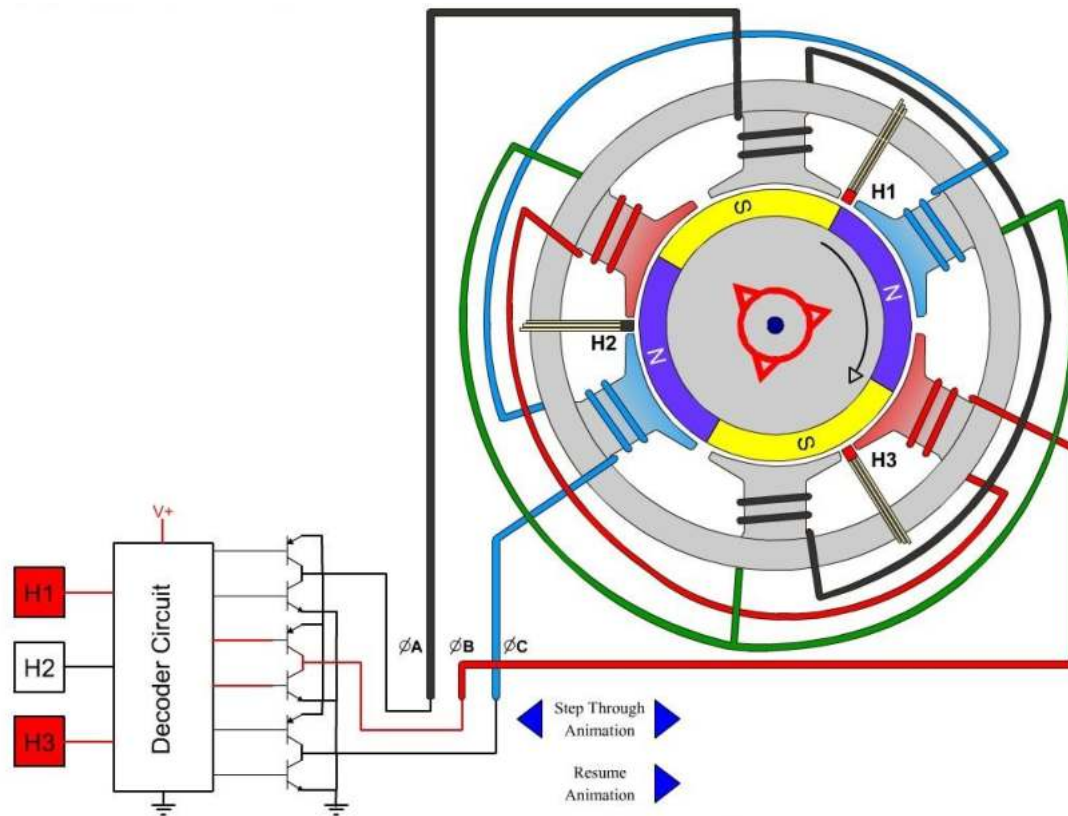 H1
S
N
H2
N
S
H3
V+
H1
H2
H3
Decoder Circuit
ØA
ØB
ØC
Step Through
Animation
Resume
Animation